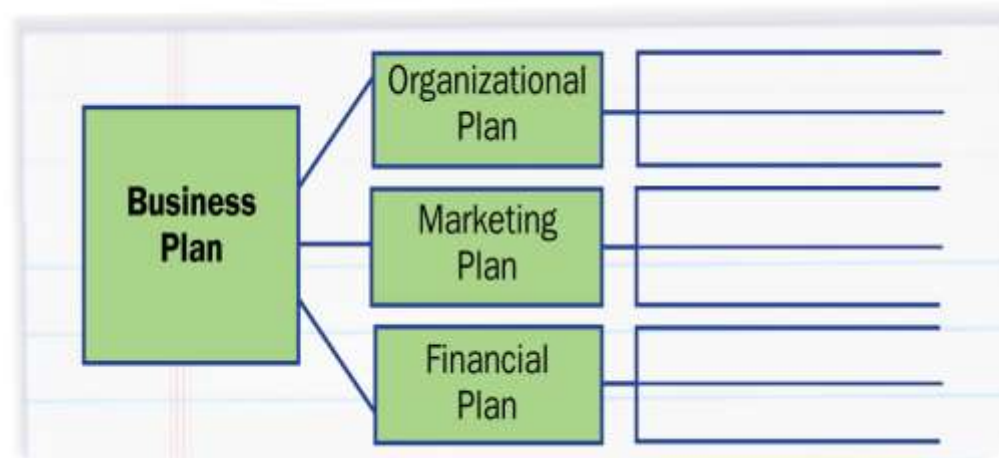 Business
Plan
Organizational
Plan
Marketing
Plan
Financial
Plan